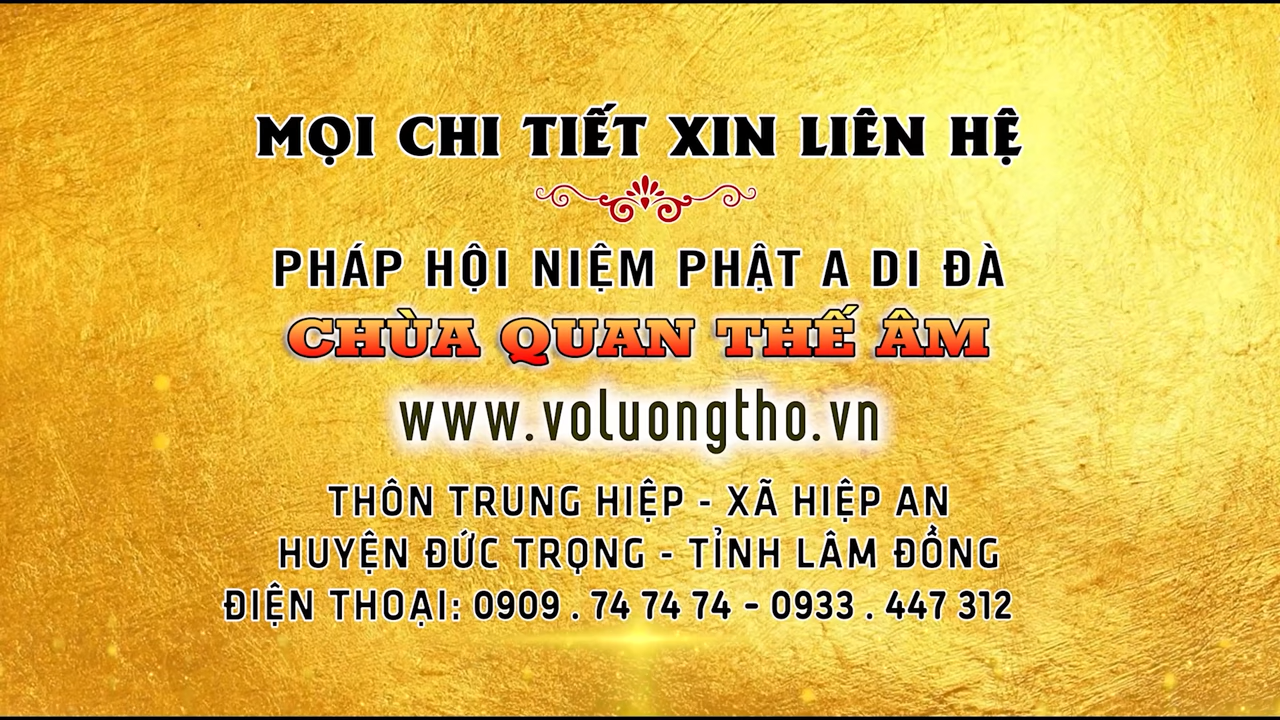 MỌI CHI TIẾT XIN LIÊN HỆ
PHÁP HỘI NIỆM PHẬT A DI ĐÀ
CHÙA QUAN THẾ ÂM
www.voluongtho.vn
THÔN TRUNG HIỆP - XÃ HIỆP AN
HUYỆN ĐỨC TRỌNG - TỈNH LÂM ĐỒNG
ĐIỆN THOẠI: 0909 . 74 74 74 - 0933 . 447 312